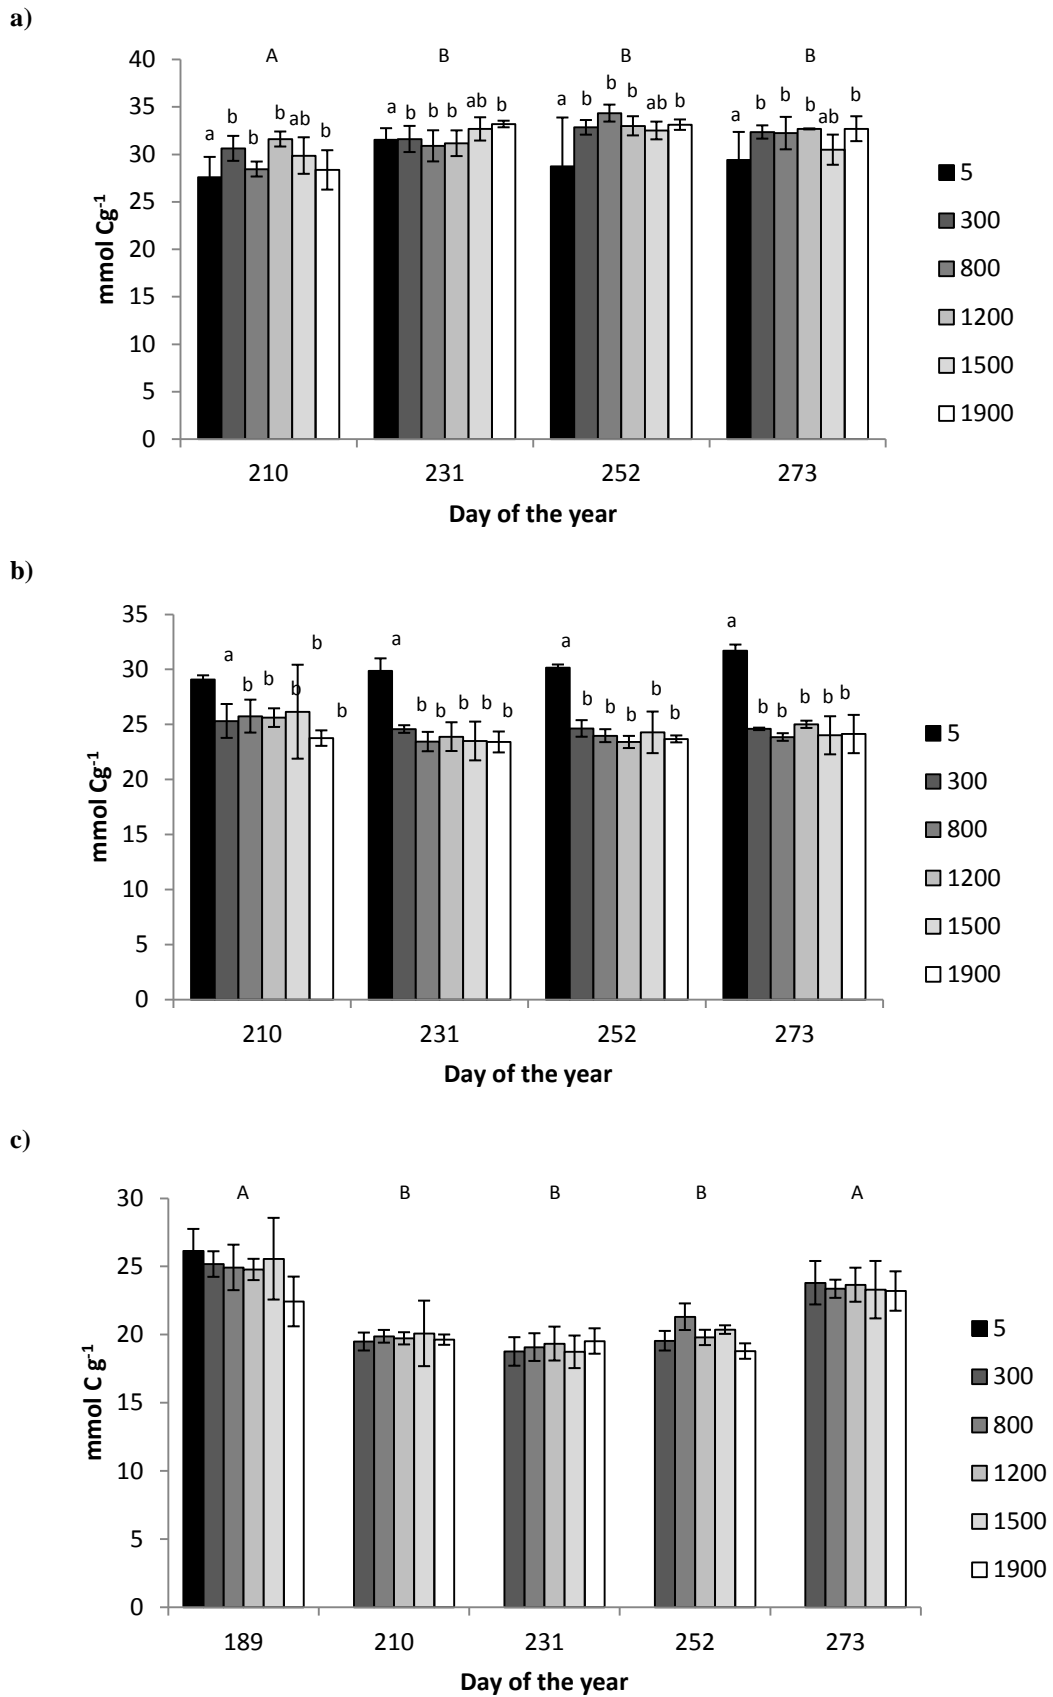 a)
A B B B
40
35
30
25
20
15
10
5
0
mmol Cg-1
a b b b ab b
a b b b ab b
a b b b ab b
a b b b ab b
210 231 252 273
Day of the year
5
300
800
1200
1500
1900
b)
35
30
25
20
15
10
5
0
mmol Cg-1
a b b b b b
a b b b b b
a b b b b b
a b b b b b
210 231 252 273
Day of the year
5
300
800
1200
1500
1900
c)
A B B B A
30
25
20
15
10
5
0
mmol C g-1
189 210 231 252 273
Day of the year
5
300
800
1200
1500
1900